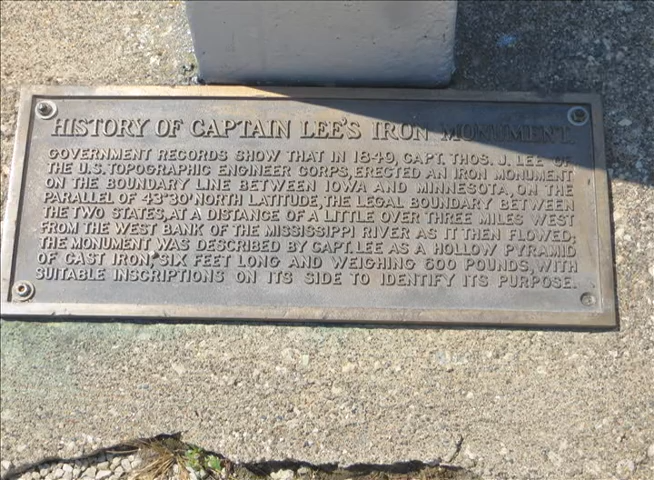 HISTORY OF CAPTAIN LEE'S IRON MONUMENT.
GOVERNMENT RECORDS SHOW THAT IN 1849, CAPT. THOS. J. LEE OF
THE U.S. TOPOGRAPHIC ENGINEER CORPS, ERECTED AN IRON MONUMENT
ON THE BOUNDARY LINE BETWEEN IOWA AND MINNESOTA, ON THE
PARALLEL OF 43°30' NORTH LATITUDE, THE LEGAL BOUNDARY BETWEEN
THE TWO STATES, AT A DISTANCE OF A LITTLE OVER THREE MILES WEST
FROM THE WEST BANK OF THE MISSISSIPPI RIVER AS IT THEN FLOWED;
THE MONUMENT WAS DESCRIBED BY CAPT. LEE AS A HOLLOW PYRAMID
OF CAST IRON, SIX FEET LONG AND WEIGHING 600 POUNDS, WITH
SUITABLE INSCRIPTIONS ON ITS SIDE TO IDENTIFY ITS PURPOSE.